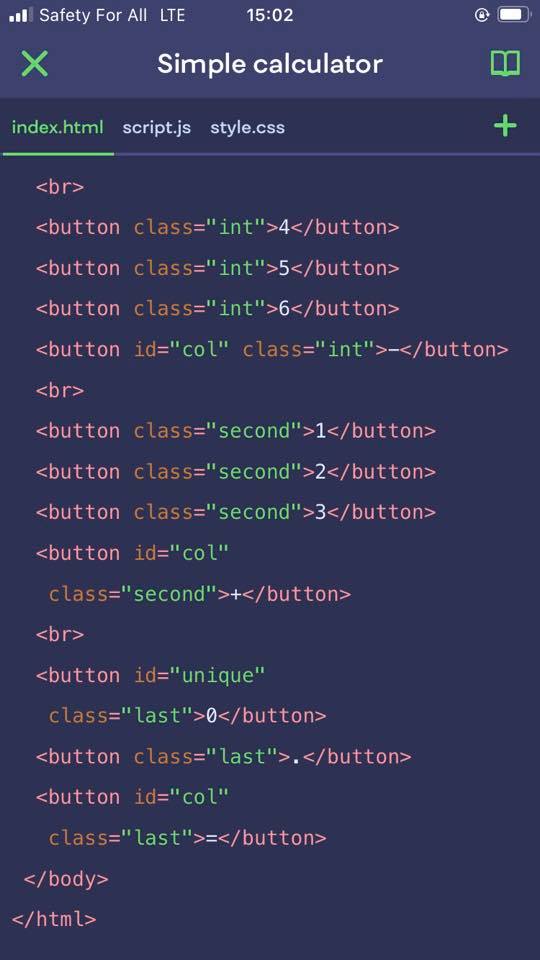 Safety For All LTE 15:02
Simple calculator
index.html script.js style.css
<br>
<button class="int">4</button>
<button class="int">5</button>
<button class="int">6</button>
<button id="col" class="int">−</button>
<br>
<button class="second">1</button>
<button class="second">2</button>
<button class="second">3</button>
<button id="col"
class="second">+</button>
<br>
<button id="unique"
class="last">0</button>
<button class="last">.</button>
<button id="col"
class="last">=</button>
</body>
</html>